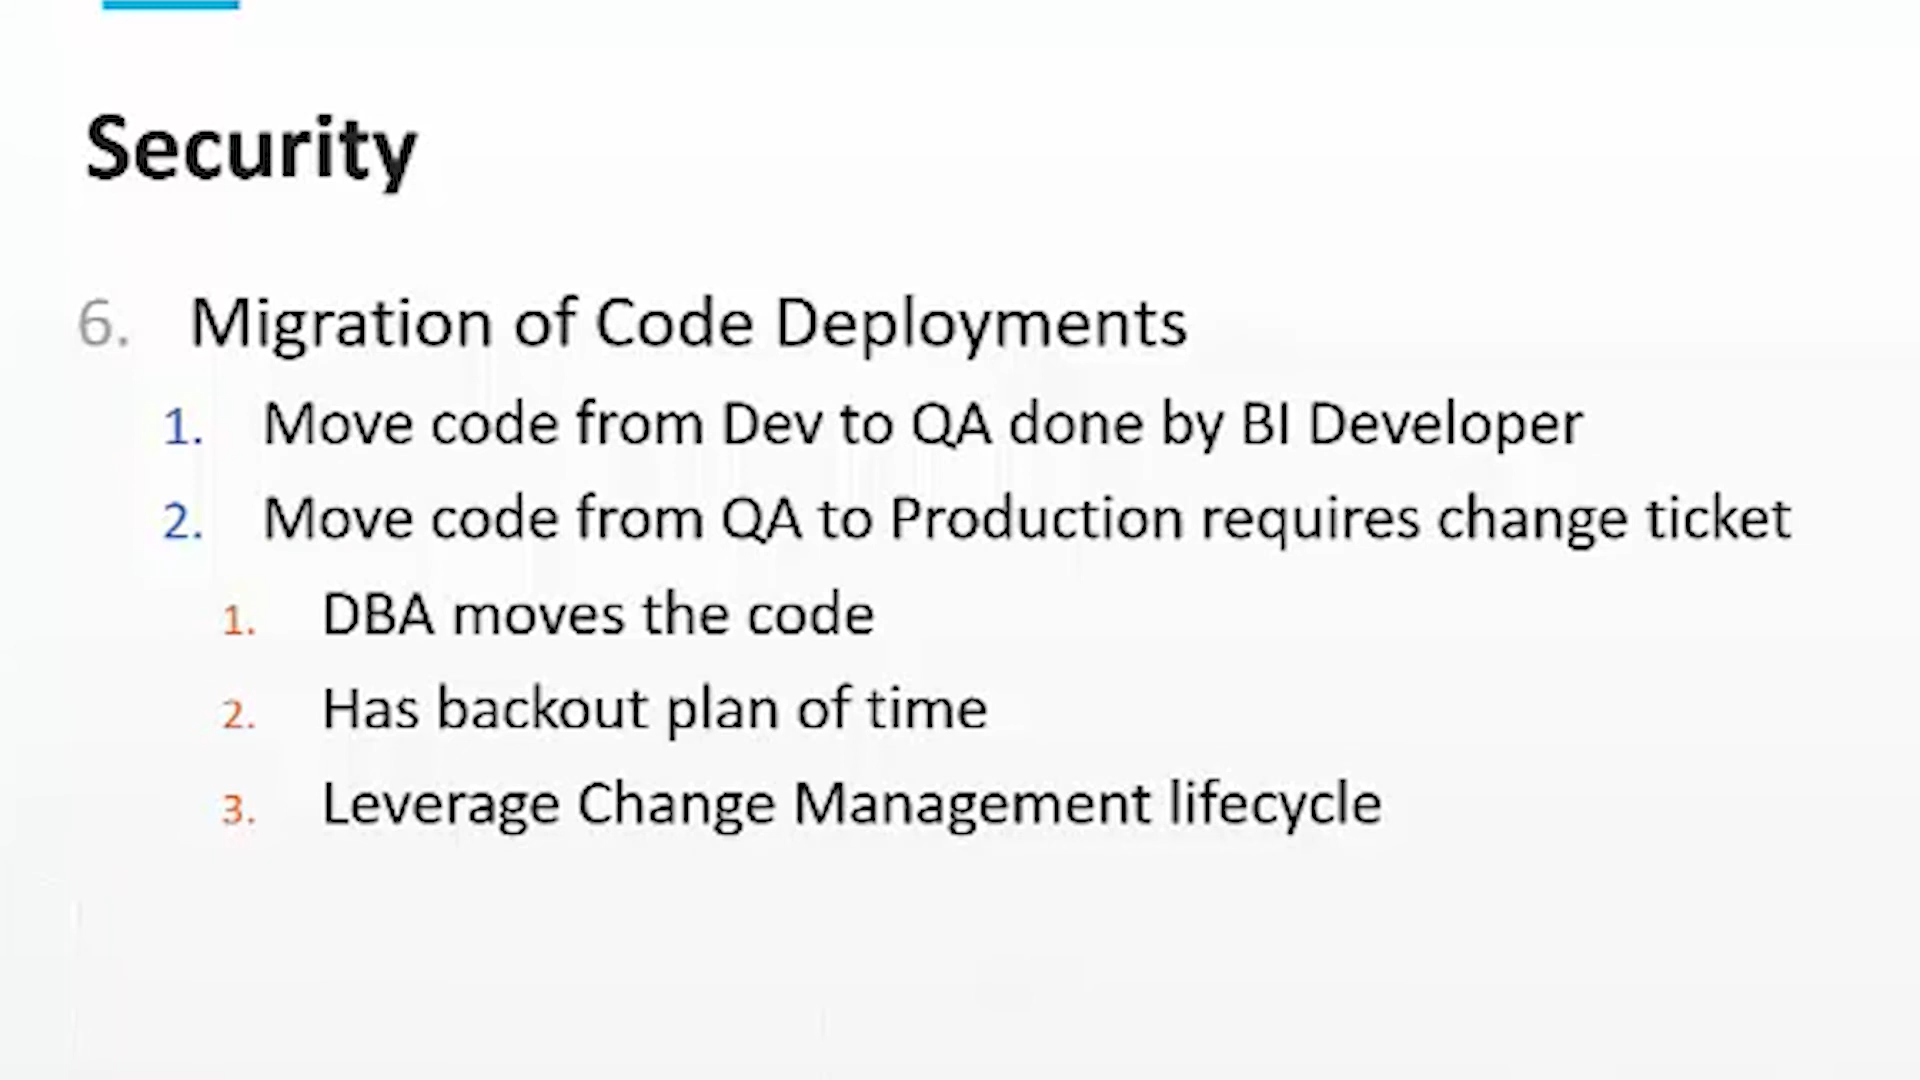 Security
6. Migration of Code Deployments
1. Move code from Dev to QA done by BI Developer
2. Move code from QA to Production requires change ticket
1. DBA moves the code
2. Has backout plan of time
3. Leverage Change Management lifecycle